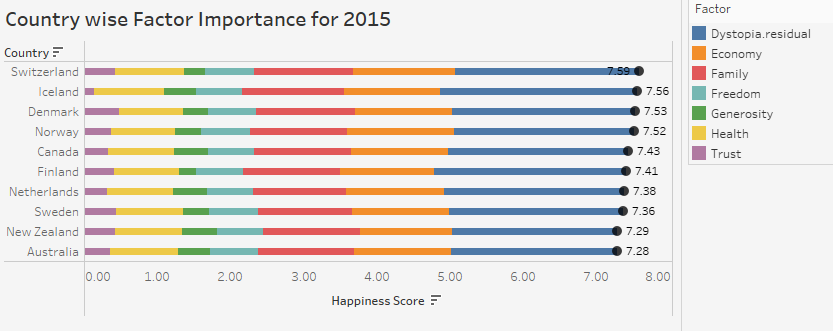 Country wise Factor Importance for 2015
Country
Switzerland 7.59
Iceland 7.56
Denmark 7.53
Norway 7.52
Canada 7.43
Finland 7.41
Netherlands 7.38
Sweden 7.36
New Zealand 7.29
Australia 7.28
0.00 1.00 2.00 3.00 4.00 5.00 6.00 7.00 8.00
Happiness Score
Factor
Dystopia.residual
Economy
Family
Freedom
Generosity
Health
Trust